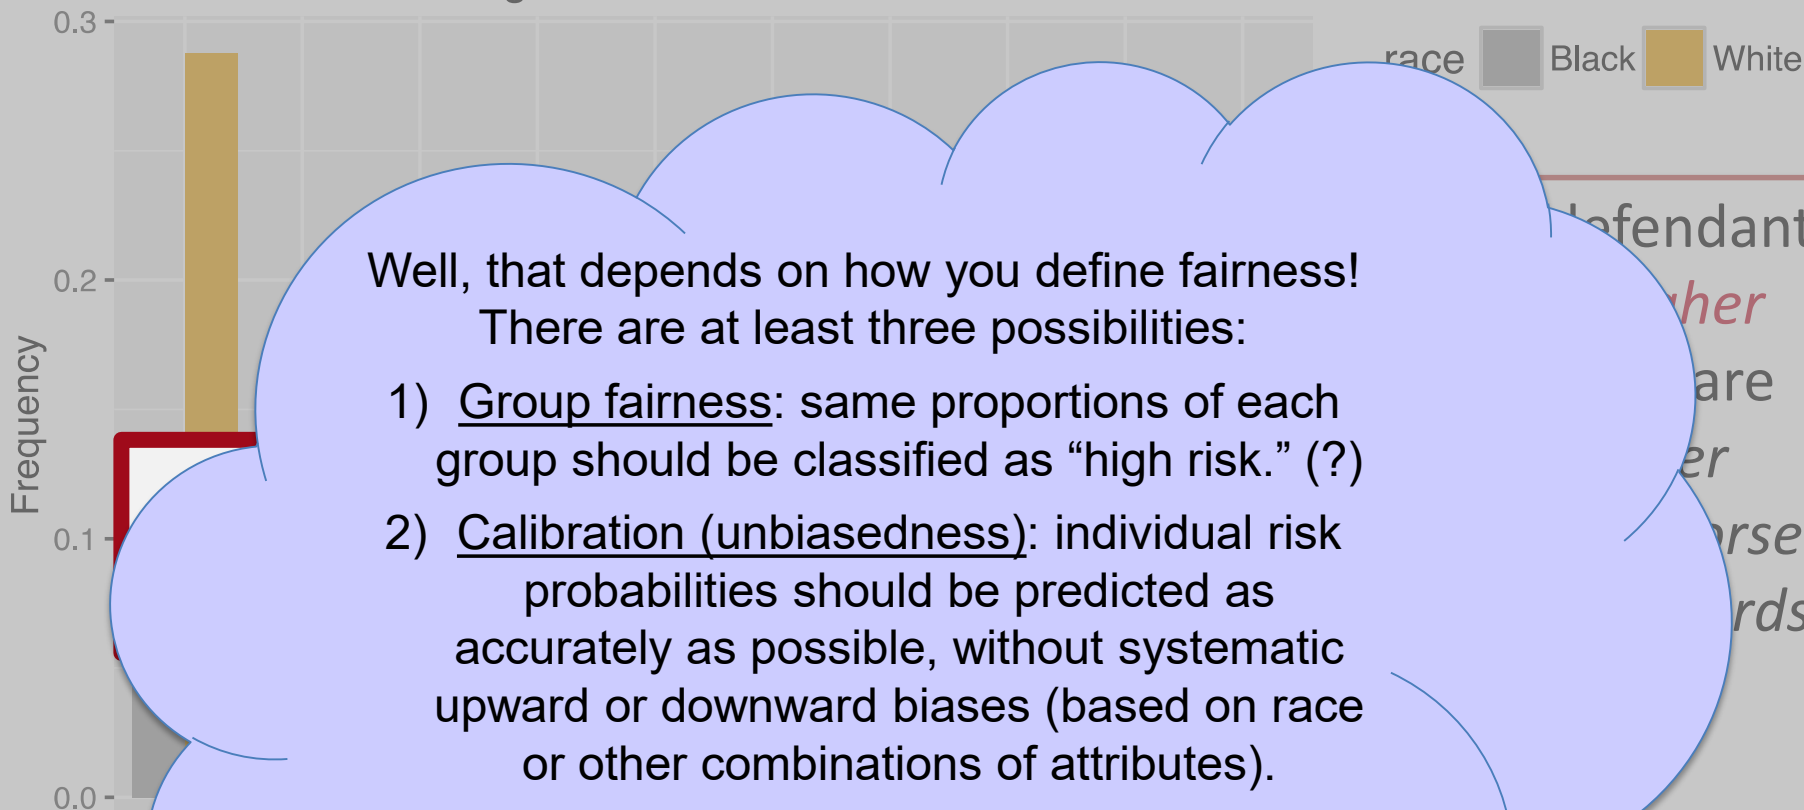 0.3
race Black White
0.2
0.1
0.0
Frequency
Well, that depends on how you define fairness!
There are at least three possibilities:
1) Group fairness: same proportions of each
group should be classified as “high risk.” (?)
2) Calibration (unbiasedness): individual risk
probabilities should be predicted as
accurately as possible, without systematic
upward or downward biases (based on race
or other combinations of attributes).
are